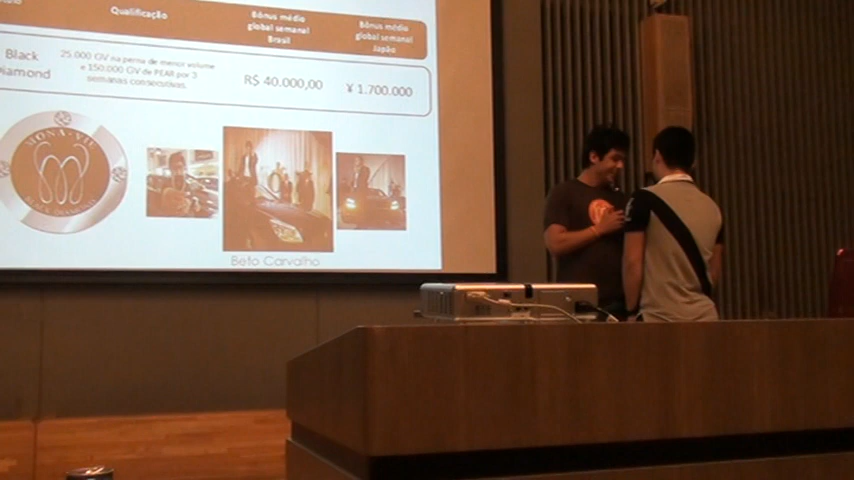 Qualificação
Bônus médio
global semanal
Brasil
Bônus médio
global semanal
Japão
Black
Diamond
25.000 GV na perna de menor volume
e 150.000 GV de PEAR por 3
semanas consecutivas.
R$ 40.000,00
¥ 1.700.000
MONA·VIE
BLACK DIAMOND
Beto Carvalho